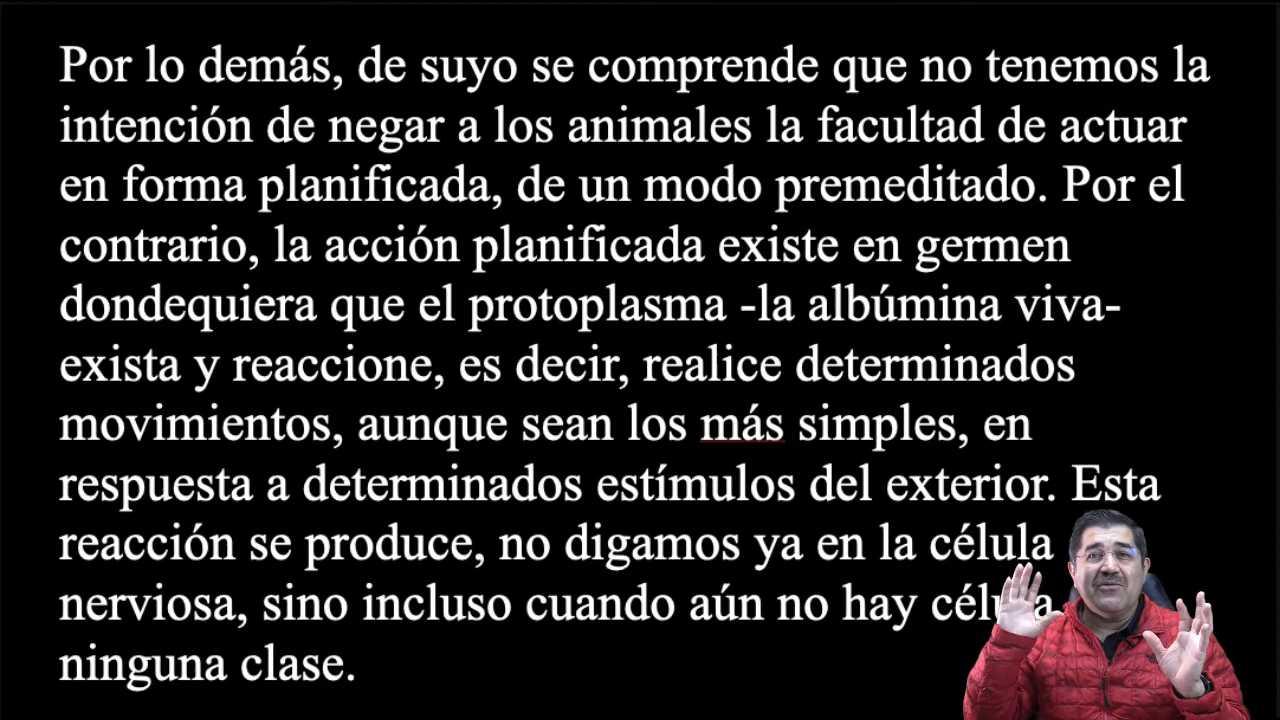 Por lo demás, de suyo se comprende que no tenemos la
intención de negar a los animales la facultad de actuar
en forma planificada, de un modo premeditado. Por el
contrario, la acción planificada existe en germen
dondequiera que el protoplasma -la albúmina viva-
exista y reaccione, es decir, realice determinados
movimientos, aunque sean los más simples, en
respuesta a determinados estímulos del exterior. Esta
reacción se produce, no digamos ya en la célula
nerviosa, sino incluso cuando aún no hay
ninguna clase.